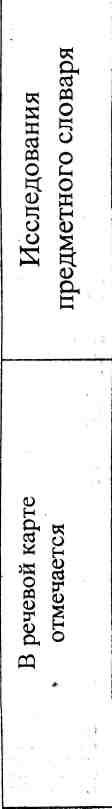 Исследования
предметного словаря
В речевой карте
отмечается